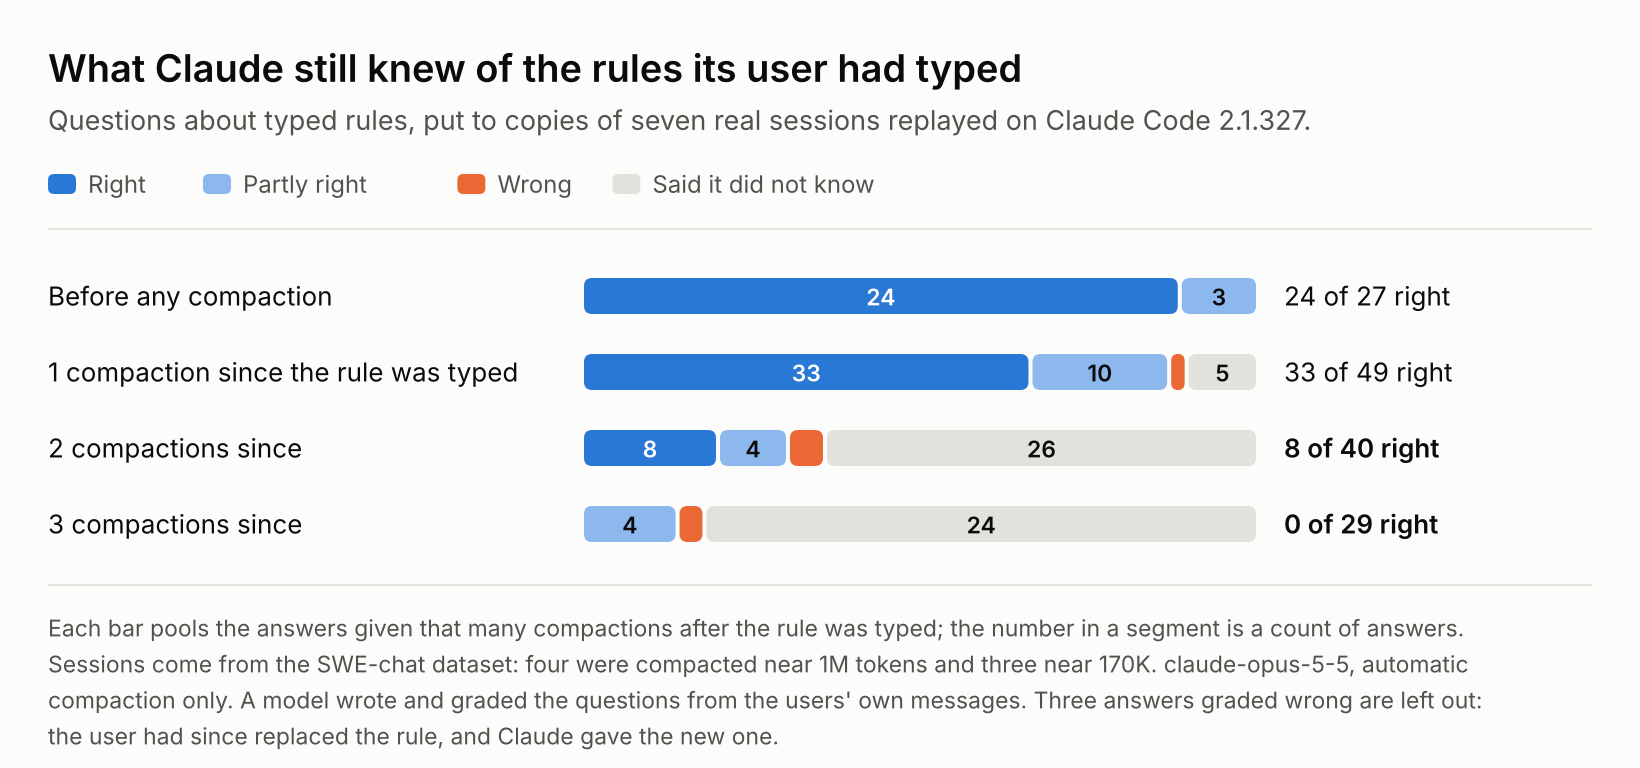 What Claude still knew of the rules its user had typed
Questions about typed rules, put to copies of seven real sessions replayed on Claude Code 2.1.327.
Right Partly right Wrong Said it did not know
Before any compaction 24 3 24 of 27 right
1 compaction since the rule was typed 33 10 5 33 of 49 right
2 compactions since 8 4 26 8 of 40 right
3 compactions since 4 24 0 of 29 right
Each bar pools the answers given that many compactions after the rule was typed; the number in a segment is a count of answers.
Sessions come from the SWE-chat dataset: four were compacted near 1M tokens and three near 170K. claude-opus-5-5, automatic
compaction only. A model wrote and graded the questions from the users' own messages. Three answers graded wrong are left out:
the user had since replaced the rule, and Claude gave the new one.